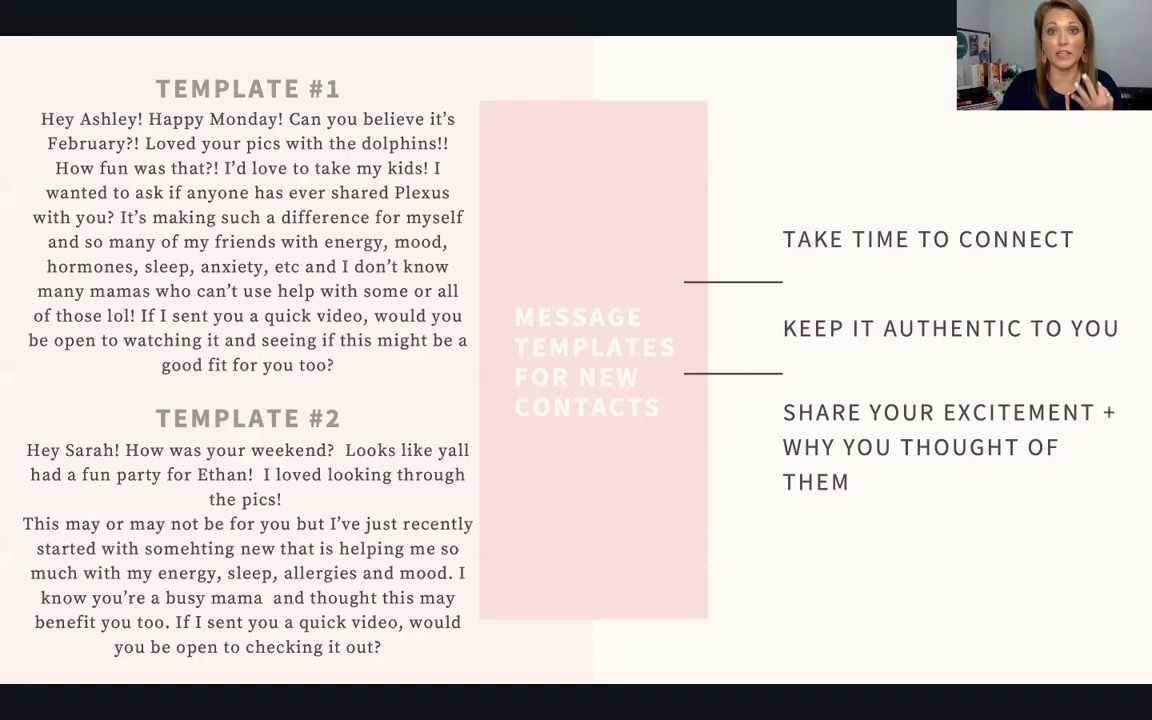 TEMPLATE #1
Hey Ashley! Happy Monday! Can you believe it's
February?! Loved your pics with the dolphins!!
How fun was that?! I'd love to take my kids! I
wanted to ask if anyone has ever shared Plexus
with you? It's making such a difference for myself
and so many of my friends with energy, mood,
hormones, sleep, anxiety, etc and I don't know
many mamas who can't use help with some or all
of those lol! If I sent you a quick video, would you
be open to watching it and seeing if this might be a
good fit for you too?
TEMPLATE #2
Hey Sarah! How was your weekend?  Looks like yall
had a fun party for Ethan!  I loved looking through
the pics!
This may or may not be for you but I've just recently
started with somehting new that is helping me so
much with my energy, sleep, allergies and mood. I
know you're a busy mama  and thought this may
benefit you too. If I sent you a quick video, would
you be open to checking it out?
MESSAGE
TEMPLATES
FOR NEW
CONTACTS
TAKE TIME TO CONNECT
KEEP IT AUTHENTIC TO YOU
SHARE YOUR EXCITEMENT +
WHY YOU THOUGHT OF
THEM